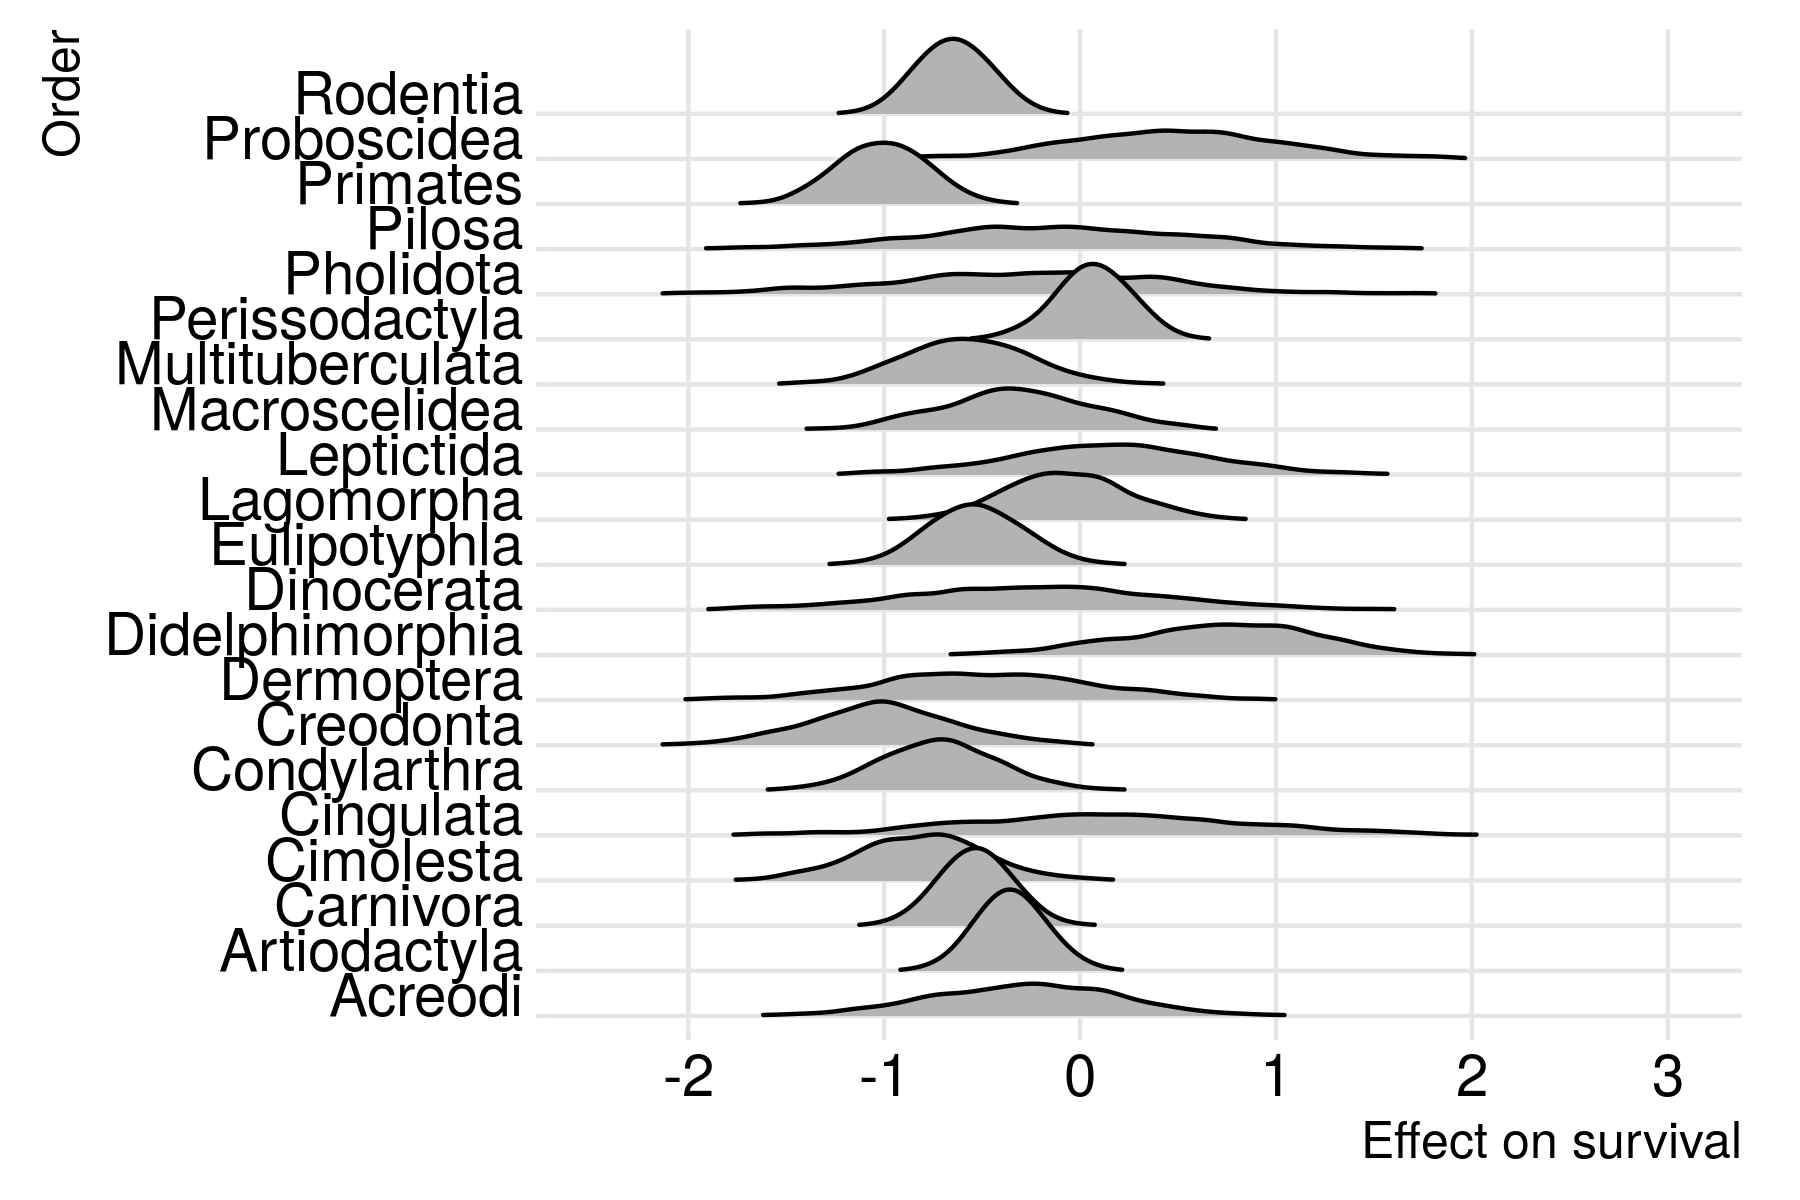 Order
Rodentia
Proboscidea
Primates
Pilosa
Pholidota
Perissodactyla
Multituberculata
Macroscelidea
Leptictida
Lagomorpha
Eulipotyphla
Dinocerata
Didelphimorphia
Dermoptera
Creodonta
Condylarthra
Cingulata
Cimolesta
Carnivora
Artiodactyla
Acreodi
-2 -1 0 1 2 3
Effect on survival